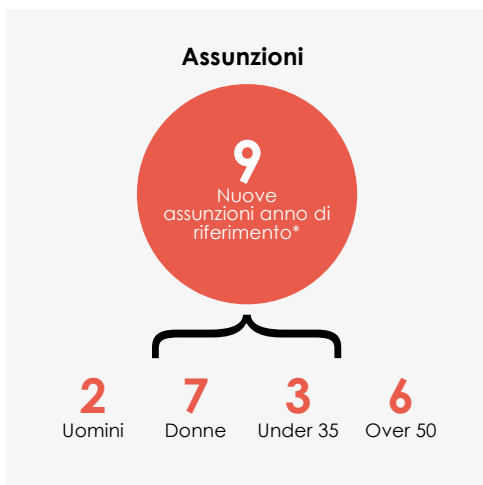 Assunzioni
9
Nuove
assunzioni anno di
riferimento*
2 7 3 6
Uomini Donne Under 35 Over 50